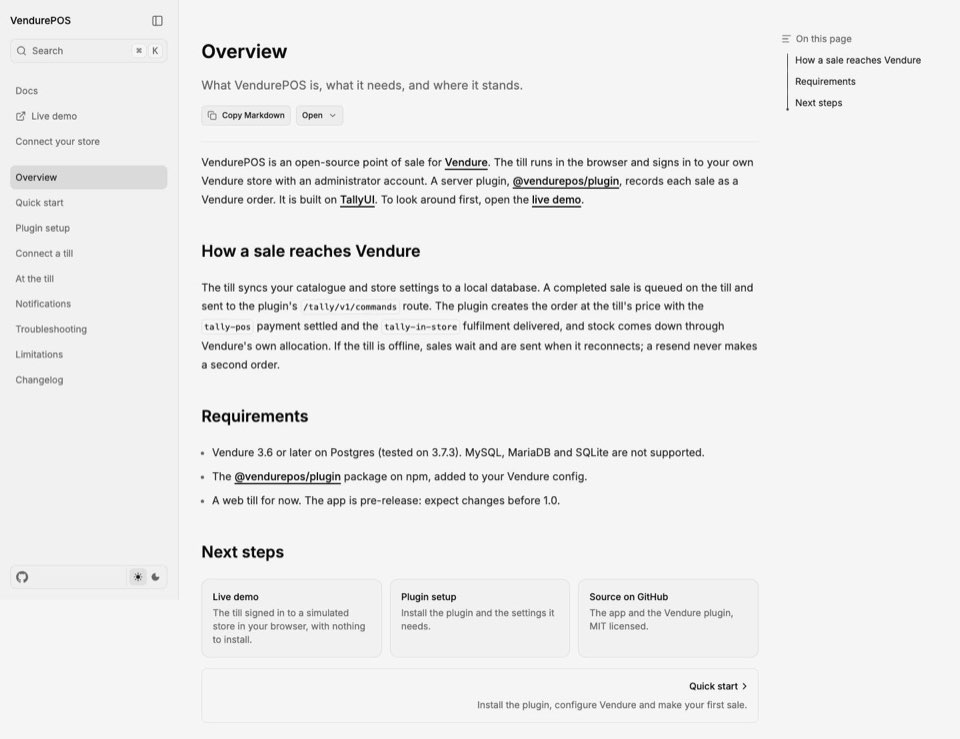 VendurePOS
Search
⌘ K
Docs
Live demo
Connect your store
Overview
Quick start
Plugin setup
Connect a till
At the till
Notifications
Troubleshooting
Limitations
Changelog
Overview
What VendurePOS is, what it needs, and where it stands.
Copy Markdown
Open
VendurePOS is an open-source point of sale for Vendure. The till runs in the browser and signs in to your own
Vendure store with an administrator account. A server plugin, @vendurepos/plugin, records each sale as a
Vendure order. It is built on TallyUI. To look around first, open the live demo.
How a sale reaches Vendure
The till syncs your catalogue and store settings to a local database. A completed sale is queued on the till and
sent to the plugin's /tally/v1/commands route. The plugin creates the order at the till's price with the
tally-pos payment settled and the tally-in-store fulfilment delivered, and stock comes down through
Vendure's own allocation. If the till is offline, sales wait and are sent when it reconnects; a resend never makes
a second order.
Requirements
• Vendure 3.6 or later on Postgres (tested on 3.7.3). MySQL, MariaDB and SQLite are not supported.
• The @vendurepos/plugin package on npm, added to your Vendure config.
• A web till for now. The app is pre-release: expect changes before 1.0.
Next steps
Live demo
The till signed in to a simulated
store in your browser, with nothing
to install.
Plugin setup
Install the plugin and the settings it
needs.
Source on GitHub
The app and the Vendure plugin,
MIT licensed.
Quick start
Install the plugin, configure Vendure and make your first sale.
On this page
How a sale reaches Vendure
Requirements
Next steps